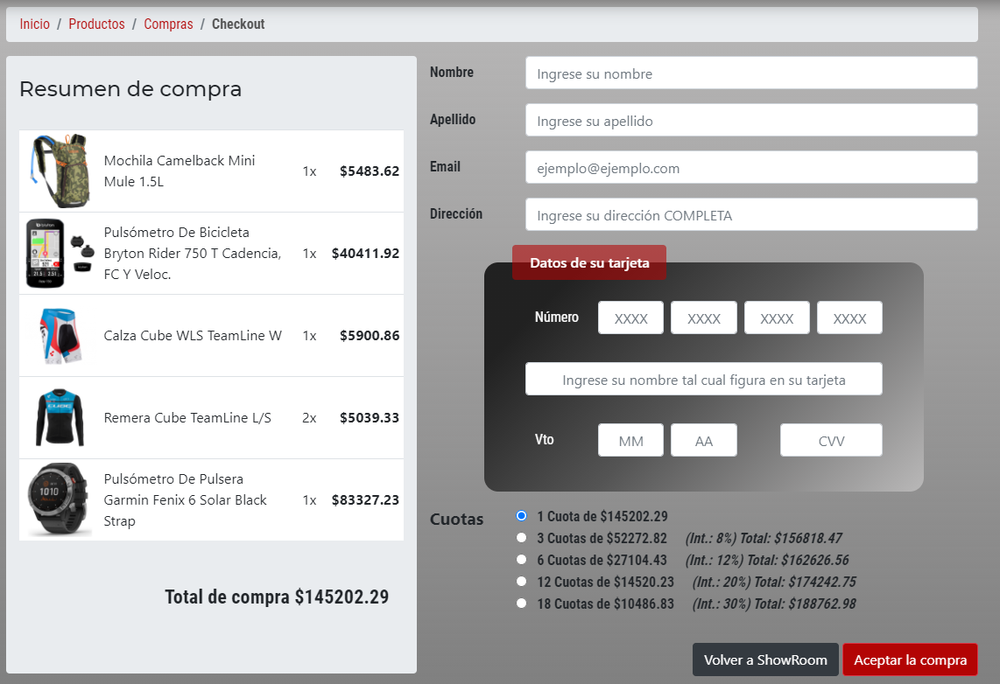 Inicio / Productos / Compras / Checkout
Resumen de compra
Mochila Camelback Mini
Mule 1.5L
1x $5483.62
Pulsómetro De Bicicleta
Bryton Rider 750 T Cadencia,
FC Y Veloc.
1x $40411.92
Calza Cube WLS TeamLine W 1x $5900.86
Remera Cube TeamLine L/S 2x $5039.33
1010
Pulsómetro De Pulsera
Garmin Fenix 6 Solar Black
Strap
1x $83327.23
Total de compra $145202.29
Nombre Ingrese su nombre
Apellido Ingrese su apellido
Email ejemplo@ejemplo.com
Dirección Ingrese su dirección COMPLETA
Datos de su tarjeta
Número XXXX XXXX XXXX XXXX
Ingrese su nombre tal cual figura en su tarjeta
Vto MM AA CVV
Cuotas
1 Cuota de $145202.29
3 Cuotas de $52272.82 (Int.: 8%) Total: $156818.47
6 Cuotas de $27104.43 (Int.: 12%) Total: $162626.56
12 Cuotas de $14520.23 (Int.: 20%) Total: $174242.75
18 Cuotas de $10486.83 (Int.: 30%) Total: $188762.98
Volver a ShowRoom Aceptar la compra